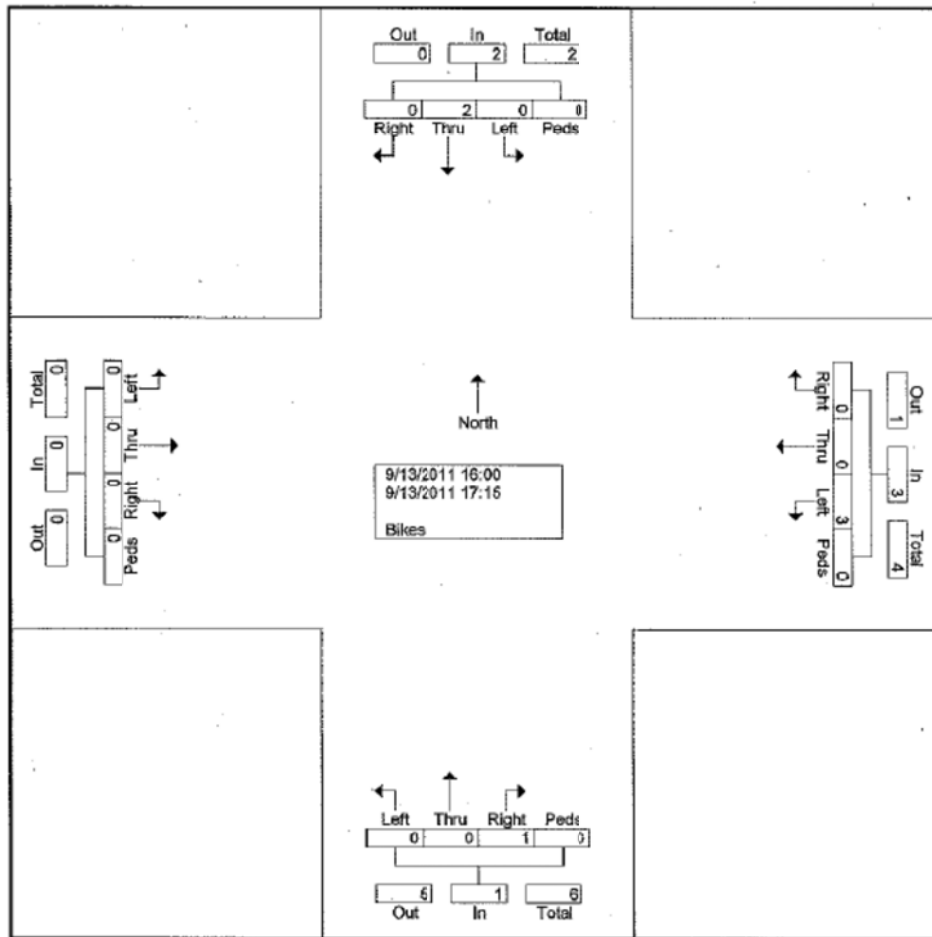 Out In Total
0 2 2
0 2 0 0
Right Thru Left Peds
Total In Out
0 0 0
0 0 0 0
Left Thru Right Peds
North
9/13/2011 16:00
9/13/2011 17:15
Bikes
Right Thru Left Peds
0 0 3 0
Out In Total
1 3 4
Left Thru Right Peds
0 0 1 0
5 1 6
Out In Total